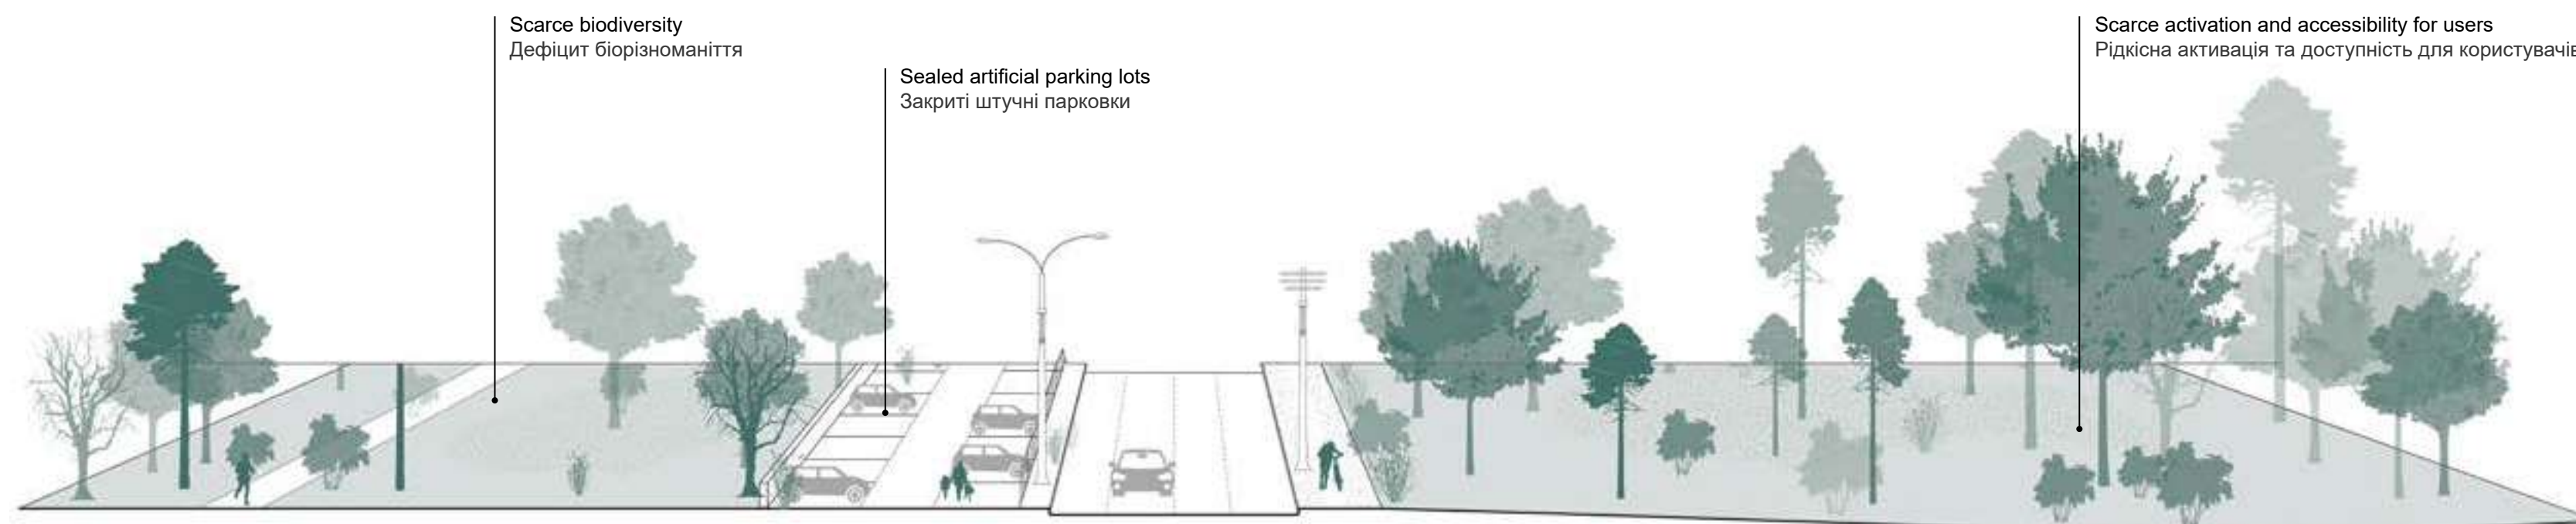 Scarce biodiversity
Дефіцит біорізноманіття
Sealed artificial parking lots
Закриті штучні парковки
Scarce activation and accessibility for users
Рідкісна активація та доступність для користувачів